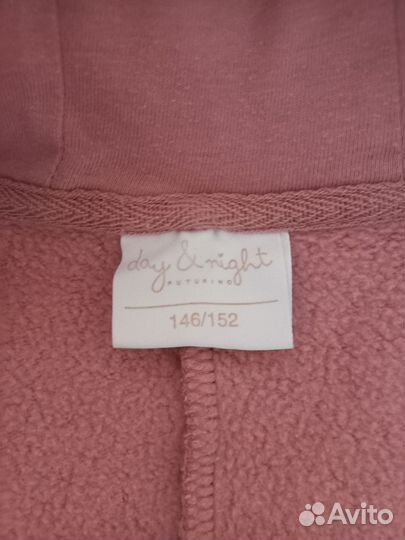 day & night
FUTURINO
146/152
Avito